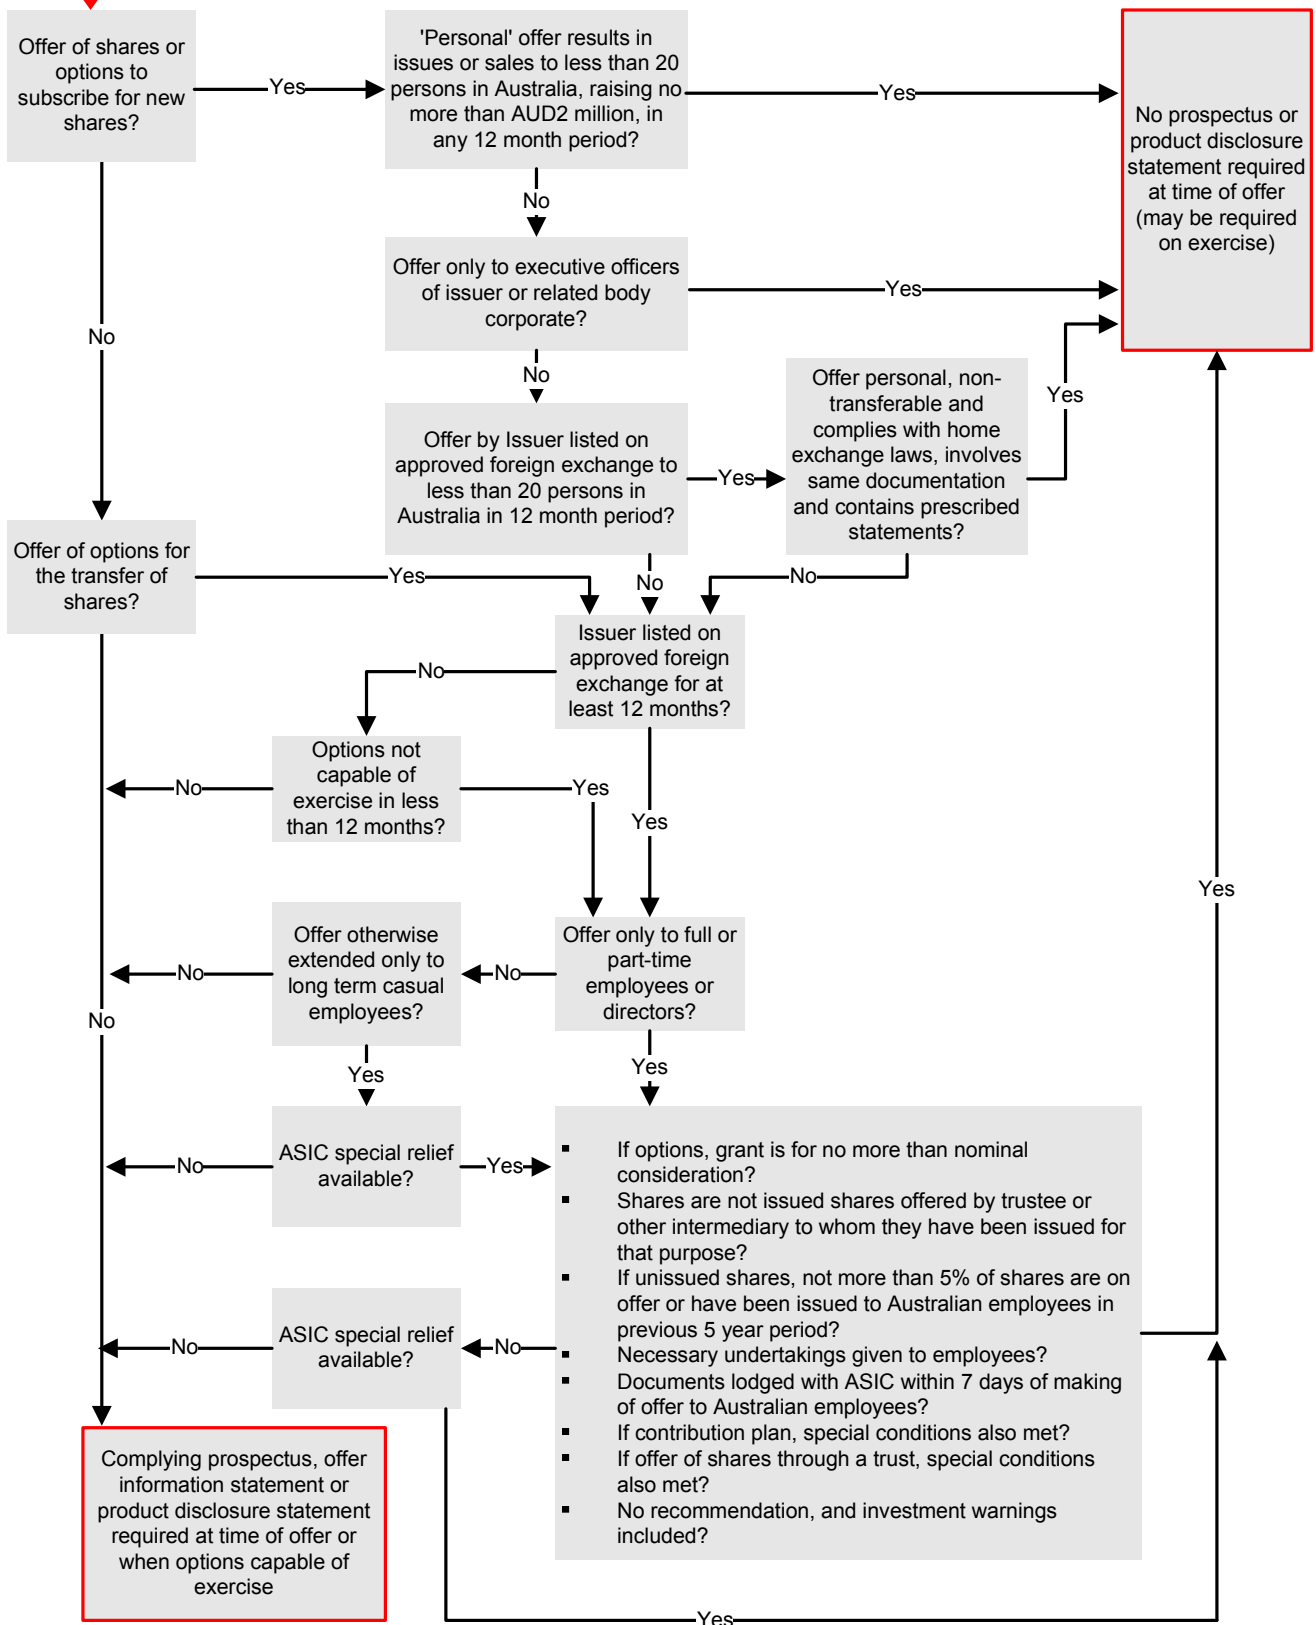 Offer of shares or
options to
subscribe for new
shares?
Yes
'Personal' offer results in
issues or sales to less than 20
persons in Australia, raising no
more than AUD2 million, in
any 12 month period?
Yes
No prospectus or
product disclosure
statement required
at time of offer
(may be required
on exercise)
No
No
Offer only to executive officers
of issuer or related body
corporate?
Yes
No
Offer by Issuer listed on
approved foreign exchange to
less than 20 persons in
Australia in 12 month period?
Yes
Offer personal, non-
transferable and
complies with home
exchange laws, involves
same documentation
and contains prescribed
statements?
Yes
Offer of options for
the transfer of
shares?
Yes
No
No
Issuer listed on
approved foreign
exchange for at
least 12 months?
No
Options not
capable of
exercise in less
than 12 months?
No
Yes
Yes
Yes
Offer otherwise
extended only to
long term casual
employees?
No
No
Offer only to full or
part-time
employees or
directors?
No
Yes
Yes
ASIC special relief
available?
No
Yes
▪ If options, grant is for no more than nominal
consideration?
▪ Shares are not issued shares offered by trustee or
other intermediary to whom they have been issued for
that purpose?
▪ If unissued shares, not more than 5% of shares are on
offer or have been issued to Australian employees in
previous 5 year period?
▪ Necessary undertakings given to employees?
▪ Documents lodged with ASIC within 7 days of making
of offer to Australian employees?
▪ If contribution plan, special conditions also met?
▪ If offer of shares through a trust, special conditions
also met?
▪ No recommendation, and investment warnings
included?
No
ASIC special relief
available?
No
Complying prospectus, offer
information statement or
product disclosure statement
required at time of offer or
when options capable of
exercise
Yes